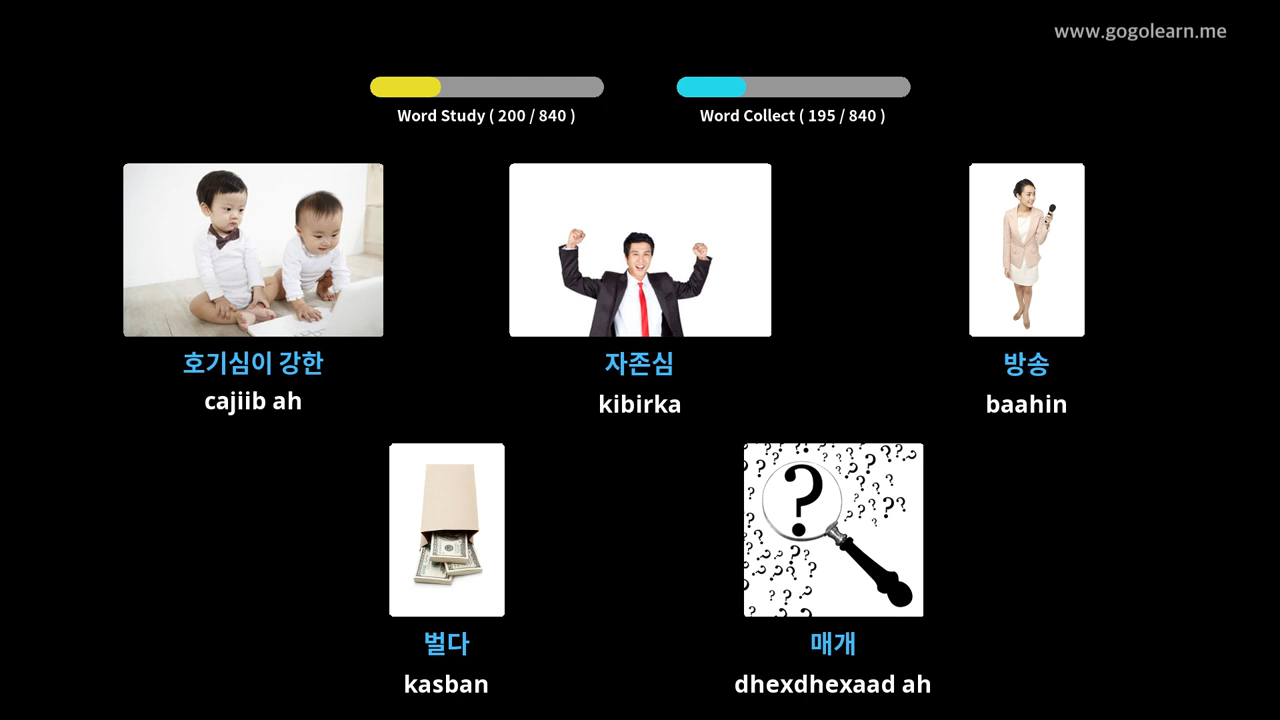 www.gogolearn.me
Word Study ( 200 / 840 )
Word Collect ( 195 / 840 )
호기심이 강한
cajiib ah
자존심
kibirka
방송
baahin
벌다
kasban
매개
dhexdhexaad ah